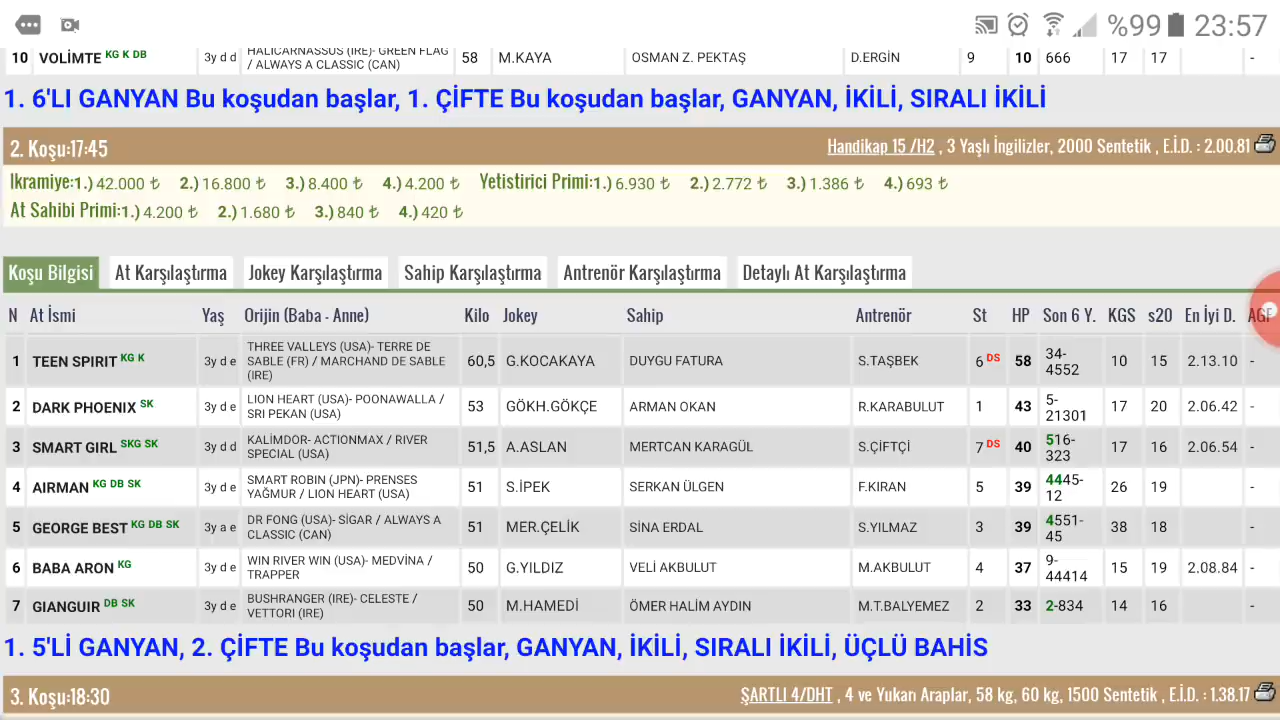 %99 23:57
10 VOLİMTE KG K DB 3y d d HALICARNASSUS (IRE)- GREEN FLAG / ALWAYS A CLASSIC (CAN) 58 M.KAYA OSMAN Z. PEKTAŞ D.ERGİN 9 10 666 17 17 -
1. 6'LI GANYAN Bu koşudan başlar, 1. ÇİFTE Bu koşudan başlar, GANYAN, İKİLİ, SIRALI İKİLİ
2. Koşu:17:45 Handikap 15 /H2 , 3 Yaşlı İngilizler, 2000 Sentetik , E.İ.D. : 2.00.81
Ikramiye:1.) 42.000 ₺ 2.) 16.800 ₺ 3.) 8.400 ₺ 4.) 4.200 ₺ Yetistirici Primi:1.) 6.930 ₺ 2.) 2.772 ₺ 3.) 1.386 ₺ 4.) 693 ₺
At Sahibi Primi:1.) 4.200 ₺ 2.) 1.680 ₺ 3.) 840 ₺ 4.) 420 ₺
Koşu Bilgisi At Karşılaştırma Jokey Karşılaştırma Sahip Karşılaştırma Antrenör Karşılaştırma Detaylı At Karşılaştırma
N At İsmi Yaş Orijin (Baba - Anne) Kilo Jokey Sahip Antrenör St HP Son 6 Y. KGS s20 En İyi D. AGF
1 TEEN SPIRIT KG K 3y d e THREE VALLEYS (USA)- TERRE DE SABLE (FR) / MARCHAND DE SABLE (IRE) 60,5 G.KOCAKAYA DUYGU FATURA S.TAŞBEK 6 DS 58 34-4552 10 15 2.13.10 -
2 DARK PHOENIX SK 3y d e LION HEART (USA)- POONAWALLA / SRI PEKAN (USA) 53 GÖKH.GÖKÇE ARMAN OKAN R.KARABULUT 1 43 5-21301 17 20 2.06.42 -
3 SMART GIRL SKG SK 3y d d KALİMDOR- ACTIONMAX / RIVER SPECIAL (USA) 51,5 A.ASLAN MERTCAN KARAGÜL S.ÇİFTÇİ 7 DS 40 516-323 17 16 2.06.54 -
4 AIRMAN KG DB SK 3y d e SMART ROBIN (JPN)- PRENSES YAĞMUR / LION HEART (USA) 51 S.İPEK SERKAN ÜLGEN F.KIRAN 5 39 4445-12 26 19 -
5 GEORGE BEST KG DB SK 3y a e DR FONG (USA)- SİGAR / ALWAYS A CLASSIC (CAN) 51 MER.ÇELİK SİNA ERDAL S.YILMAZ 3 39 4551-45 38 18 -
6 BABA ARON KG 3y d e WIN RIVER WIN (USA)- MEDVİNA / TRAPPER 50 G.YILDIZ VELİ AKBULUT M.AKBULUT 4 37 9-44414 15 19 2.08.84 -
7 GIANGUIR DB SK 3y d e BUSHRANGER (IRE)- CELESTE / VETTORI (IRE) 50 M.HAMEDİ ÖMER HALİM AYDIN M.T.BALYEMEZ 2 33 2-834 14 16 -
1. 5'Lİ GANYAN, 2. ÇİFTE Bu koşudan başlar, GANYAN, İKİLİ, SIRALI İKİLİ, ÜÇLÜ BAHİS
3. Koşu:18:30 ŞARTLI 4/DHT , 4 ve Yukarı Araplar, 58 kg, 60 kg, 1500 Sentetik , E.İ.D. : 1.38.17